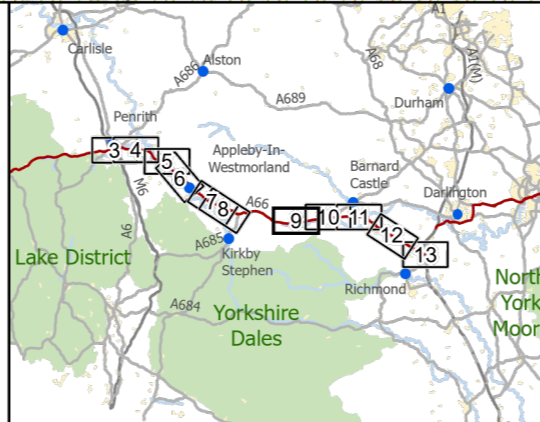 A1
Carlisle
A686
Alston
A68
A1(M)
A689
Durham
Penrith
3 4
5
6
7 8
Appleby-In-
Westmorland
Barnard
Castle
Darlington
A66
9
10
11
12
13
M6
A6
A685
Kirkby
Stephen
Lake District
Richmond
A684
Yorkshire
Dales
North
York
Moor